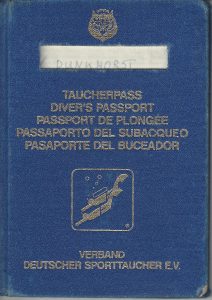 DUNKHORST
TAUCHERPASS
DIVER'S PASSPORT
PASSPORT DE PLONGÉE
PASSAPORTO DEL SUBACQUEO
PASAPORTE DEL BUCEADOR
VERBAND
DEUTSCHER SPORTTAUCHER E.V.